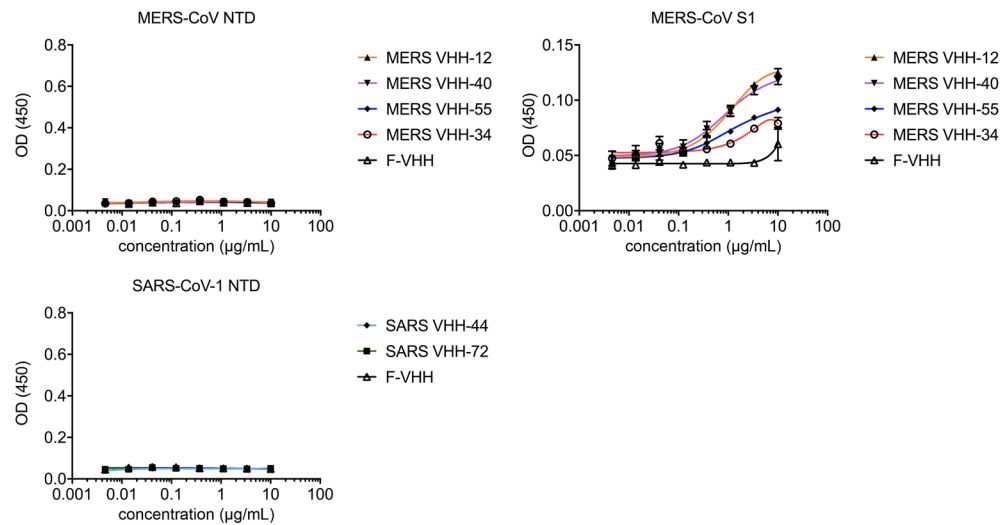 MERS-CoV NTD
OD (450)
0.8
0.6
0.4
0.2
0.0
0.001 0.01 0.1 1 10 100
concentration (µg/mL)
MERS VHH-12
MERS VHH-40
MERS VHH-55
MERS VHH-34
F-VHH
MERS-CoV S1
OD (450)
0.15
0.10
0.05
0.00
0.001 0.01 0.1 1 10 100
concentration (µg/mL)
MERS VHH-12
MERS VHH-40
MERS VHH-55
MERS VHH-34
F-VHH
SARS-CoV-1 NTD
OD (450)
0.8
0.6
0.4
0.2
0.0
0.001 0.01 0.1 1 10 100
concentration (µg/mL)
SARS VHH-44
SARS VHH-72
F-VHH